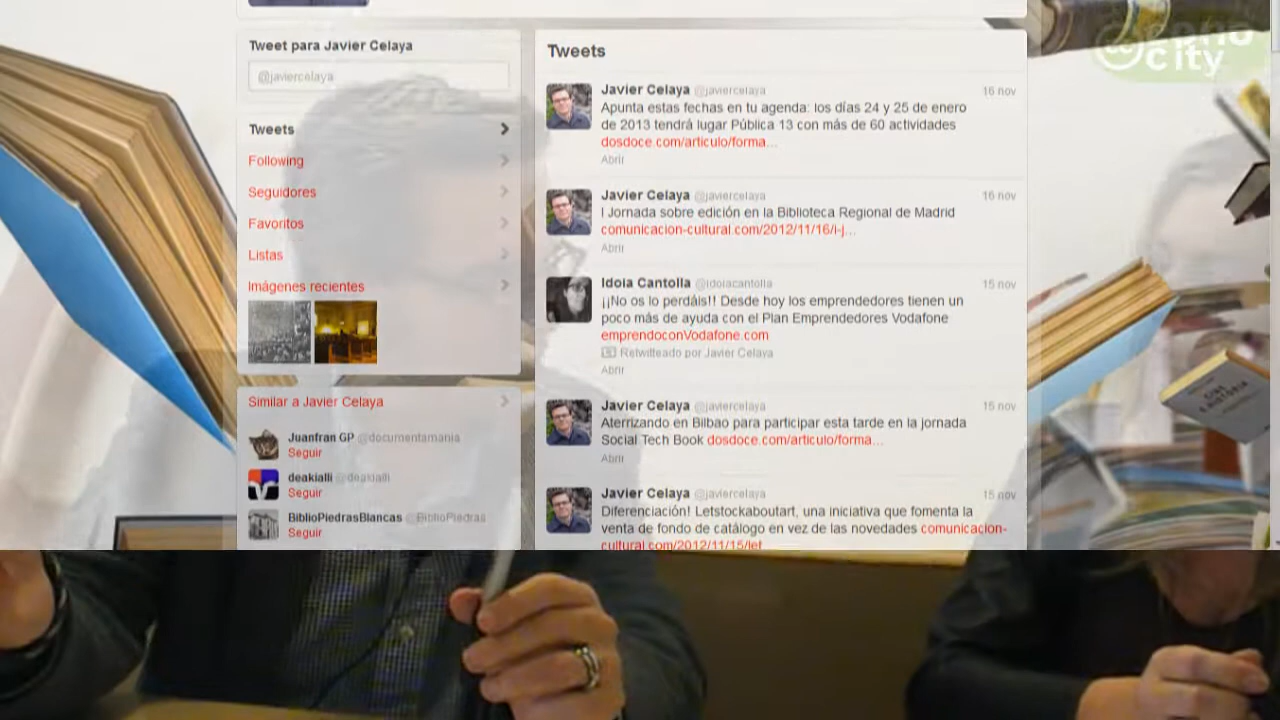 Tweet para Javier Celaya
@javiercelaya
Tweets
Following
Seguidores
Favoritos
Listas
Imágenes recientes
Similar a Javier Celaya
Juanfran GP @documentamania
Seguir
deakialli @deakialli
Seguir
BiblioPiedrasBlancas @BiblioPiedras
Seguir
Tweets
Javier Celaya @javiercelaya 16 nov
Apunta estas fechas en tu agenda: los días 24 y 25 de enero
de 2013 tendrá lugar Pública 13 con más de 60 actividades
dosdoce.com/articulo/forma...
Abrir
Javier Celaya @javiercelaya 16 nov
I Jornada sobre edición en la Biblioteca Regional de Madrid
comunicacion-cultural.com/2012/11/16/i-j...
Abrir
Idoia Cantolla @idoiacantolla 15 nov
¡¡No os lo perdáis!! Desde hoy los emprendedores tienen un
poco más de ayuda con el Plan Emprendedores Vodafone
emprendoconVodafone.com
Retwitteado por Javier Celaya
Abrir
Javier Celaya @javiercelaya 15 nov
Aterrizando en Bilbao para participar esta tarde en la jornada
Social Tech Book dosdoce.com/articulo/forma...
Abrir
Javier Celaya @javiercelaya 15 nov
Diferenciación! Letstockaboutart, una iniciativa que fomenta la
venta de fondo de catálogo en vez de las novedades comunicacion-
cultural.com/2012/11/15/let
city